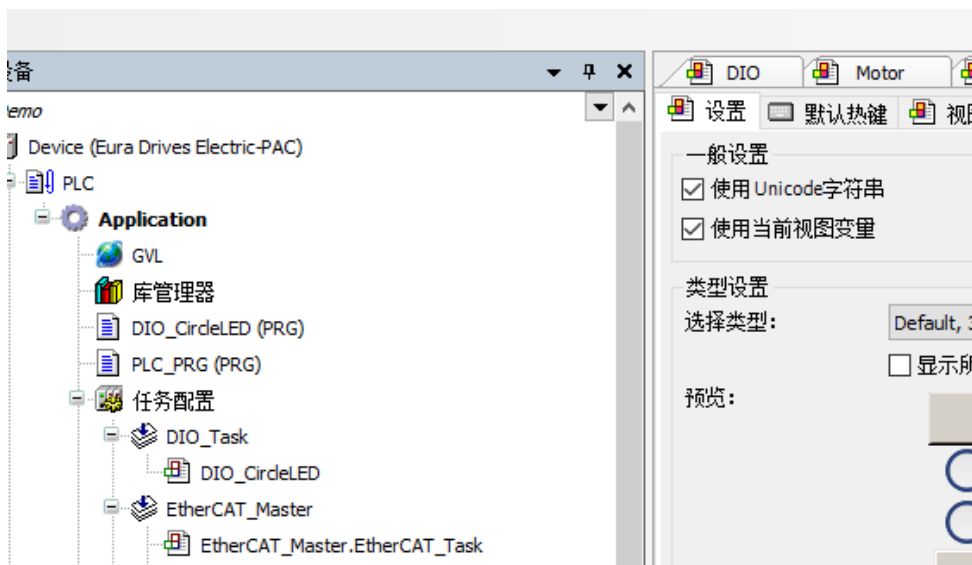 备
Demo
Device (Eura Drives Electric-PAC)
PLC
Application
GVL
库管理器
DIO_CircleLED (PRG)
PLC_PRG (PRG)
任务配置
DIO_Task
DIO_CircleLED
EtherCAT_Master
EtherCAT_Master.EtherCAT_Task
DIO Motor
设置 默认热键 视图
一般设置
使用Unicode字符串
使用当前视图变量
类型设置
选择类型: Default, 3
显示所
预览: